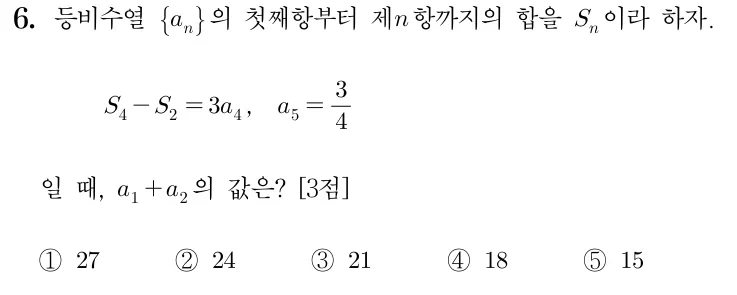 6. 등비수열 {aₙ}의 첫째항부터 제n항까지의 합을 Sₙ이라 하자.
S₄−S₂=3a₄, a₅=3/4
일 때, a₁+a₂의 값은? [3점]
① 27 ② 24 ③ 21 ④ 18 ⑤ 15